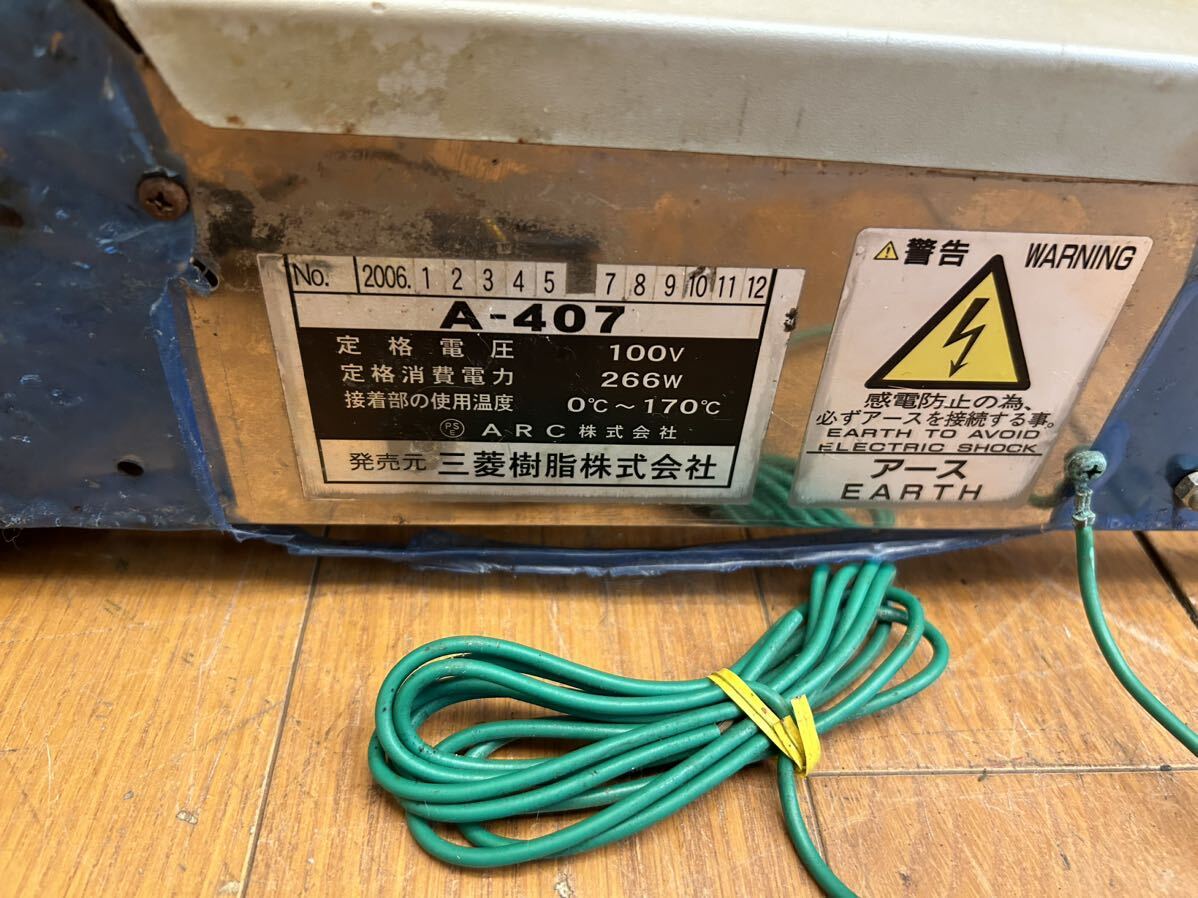 No. 2006. 1 2 3 4 5 7 8 9 10 11 12
A-407
定格電圧 100V
定格消費電力 266W
接着部の使用温度 0℃~170℃
PSE ARC 株式会社
発売元 三菱樹脂株式会社
警告 WARNING
感電防止の為、
必ずアースを接続する事。
EARTH TO AVOID
ELECTRIC SHOCK
アース
EARTH